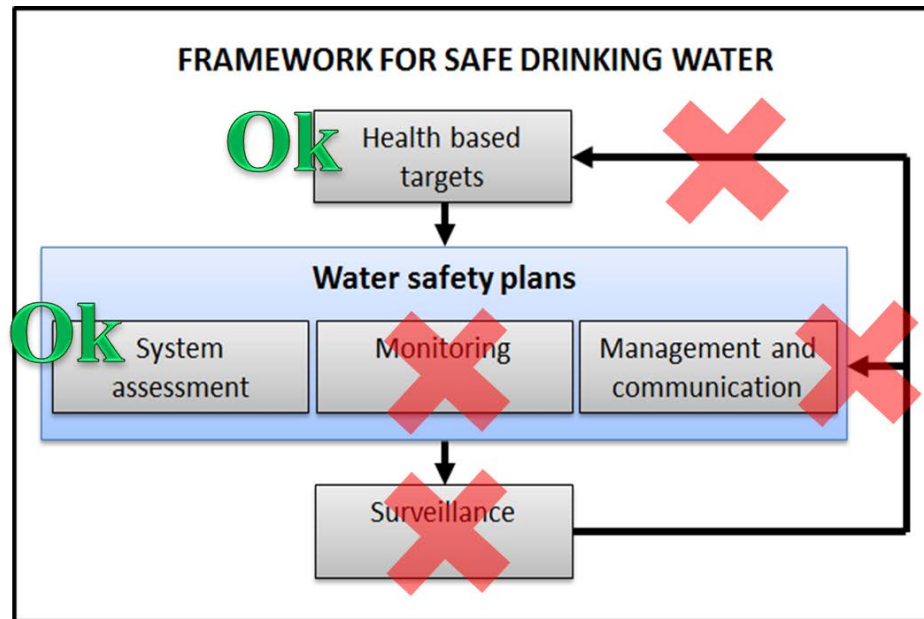 FRAMEWORK FOR SAFE DRINKING WATER
Ok
Health based
targets
Water safety plans
Ok
System
assessment
Monitoring
Management and
communication
Surveillance